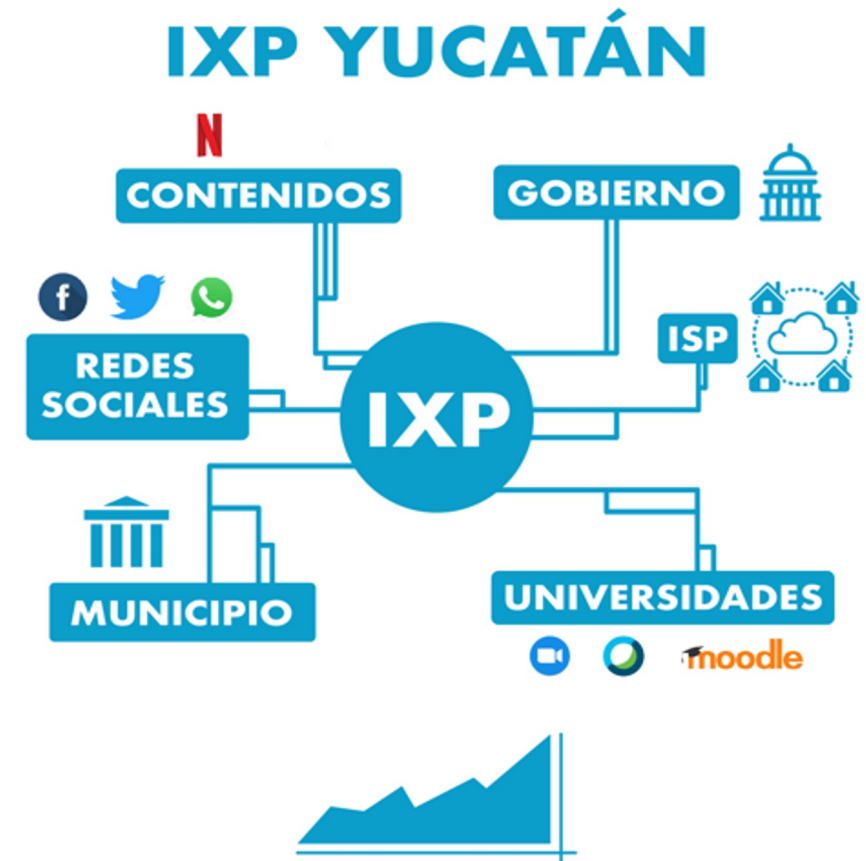 IXP YUCATÁN
N
CONTENIDOS
GOBIERNO
f
REDES
SOCIALES
ISP
IXP
MUNICIPIO
UNIVERSIDADES
moodle